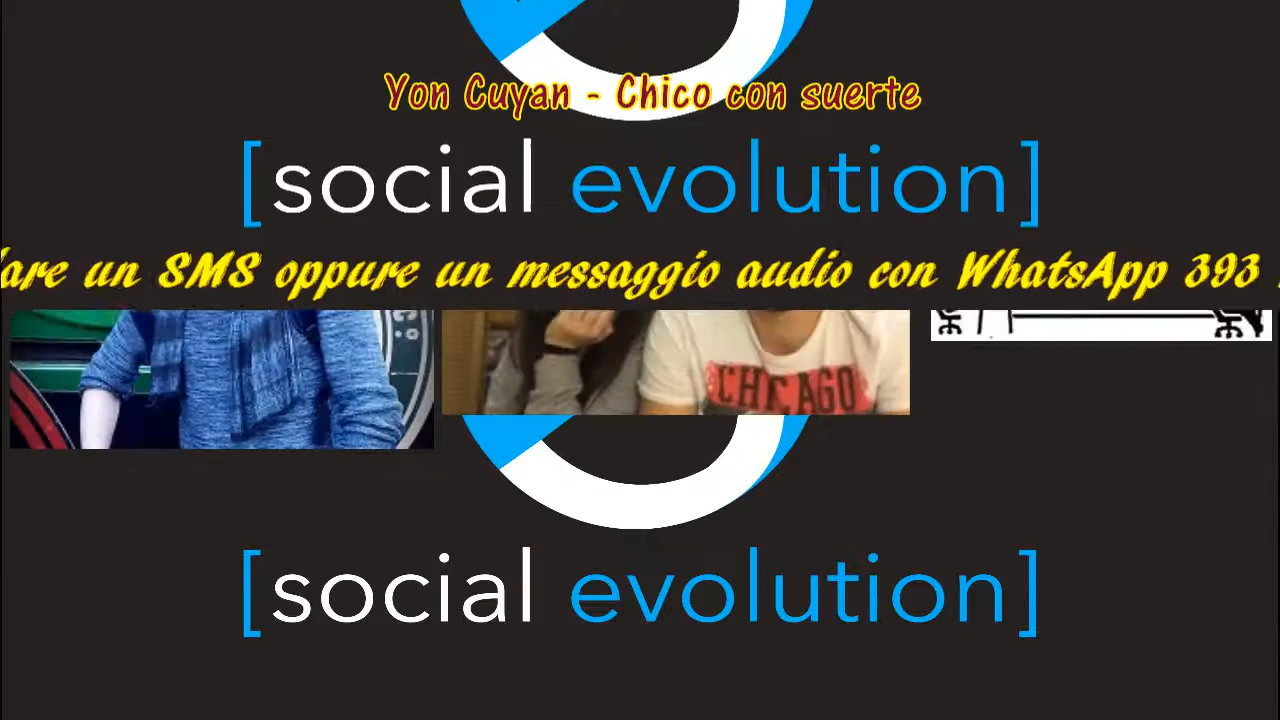 Yon Cuyan - Chico con suerte
[social evolution]
un SMS oppure un messaggio audio con WhatsApp 393
CHICAGO
[social evolution]